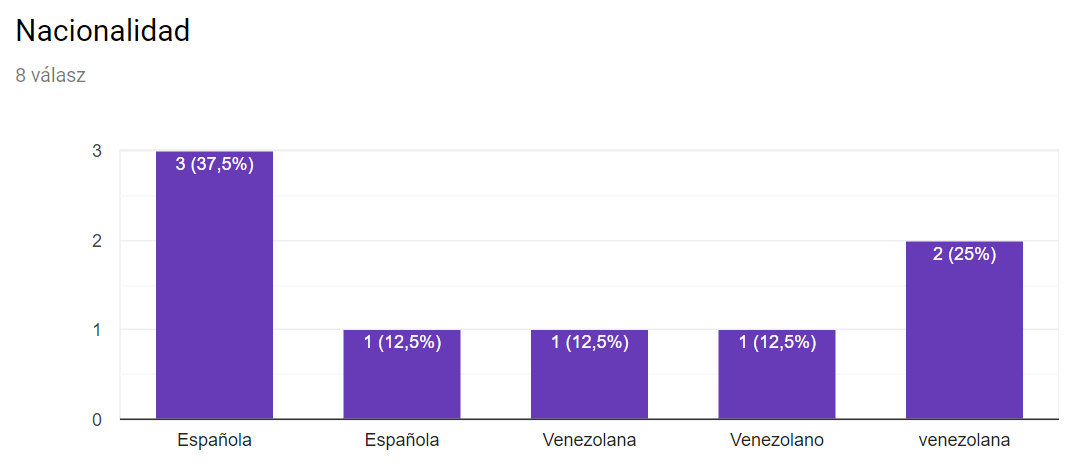 Nacionalidad
8 válasz
3
3 (37,5%)
2
2 (25%)
1
1 (12,5%)
1 (12,5%)
1 (12,5%)
0
Española
Española
Venezolana
Venezolano
venezolana